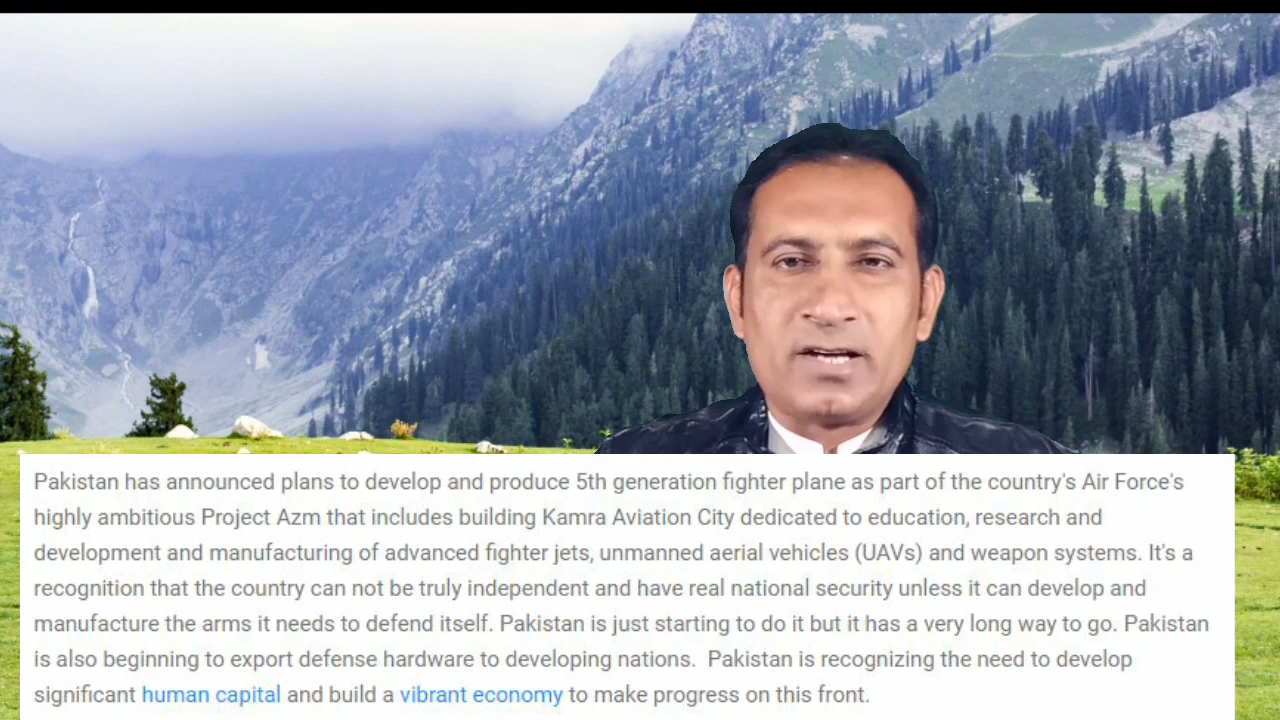 Pakistan has announced plans to develop and produce 5th generation fighter plane as part of the country's Air Force's
highly ambitious Project Azm that includes building Kamra Aviation City dedicated to education, research and
development and manufacturing of advanced fighter jets, unmanned aerial vehicles (UAVs) and weapon systems. It's a
recognition that the country can not be truly independent and have real national security unless it can develop and
manufacture the arms it needs to defend itself. Pakistan is just starting to do it but it has a very long way to go. Pakistan
is also beginning to export defense hardware to developing nations.  Pakistan is recognizing the need to develop
significant human capital and build a vibrant economy to make progress on this front.